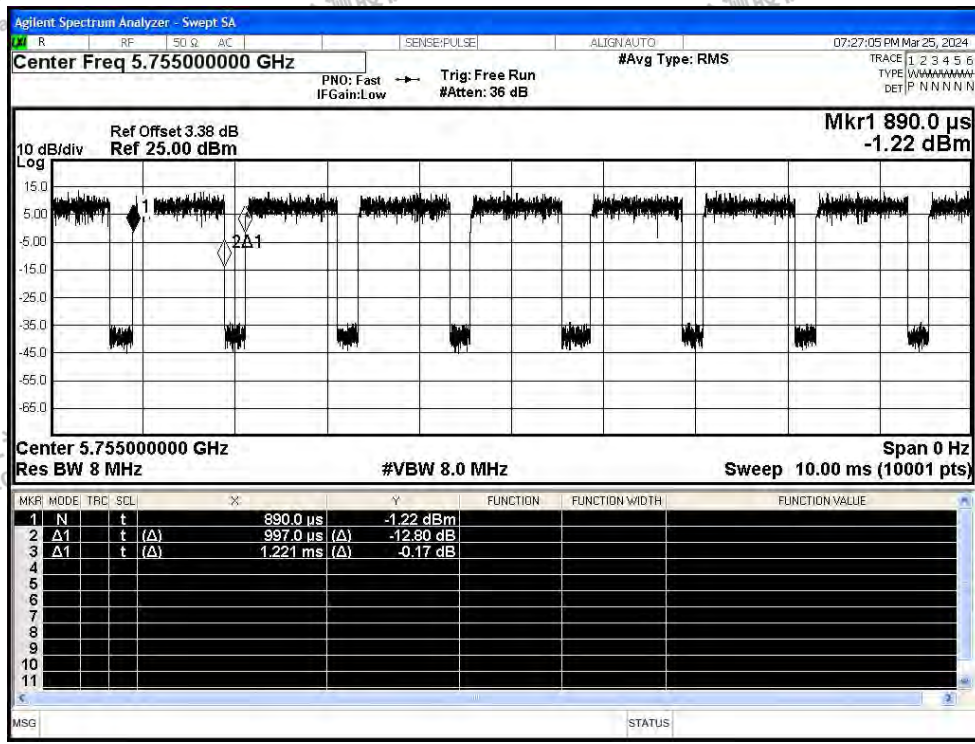 Agilent Spectrum Analyzer - Swept SA
R RF 50 Ω AC SENSE:PULSE ALIGN AUTO 07:27:05 PM Mar 25, 2024
Center Freq 5.755000000 GHz #Avg Type: RMS TRACE 1 2 3 4 5 6
PNO: Fast Trig: Free Run TYPE WWWWWW
IFGain:Low #Atten: 36 dB DET P N N N N N
Mkr1 890.0 µs
Ref Offset 3.38 dB
10 dB/div Ref 25.00 dBm -1.22 dBm
Log
15.0
1
5.00
2Δ1
-5.00
-15.0
-25.0
-35.0
-45.0
-55.0
-65.0
Center 5.755000000 GHz Span 0 Hz
Res BW 8 MHz #VBW 8.0 MHz Sweep 10.00 ms (10001 pts)
MKR MODE TRC SCL X Y FUNCTION FUNCTION WIDTH FUNCTION VALUE
1 N t 890.0 µs -1.22 dBm
2 Δ1 t (Δ) 997.0 µs (Δ) -12.80 dB
3 Δ1 t (Δ) 1.221 ms (Δ) -0.17 dB
4
5
6
7
8
9
10
11
MSG STATUS